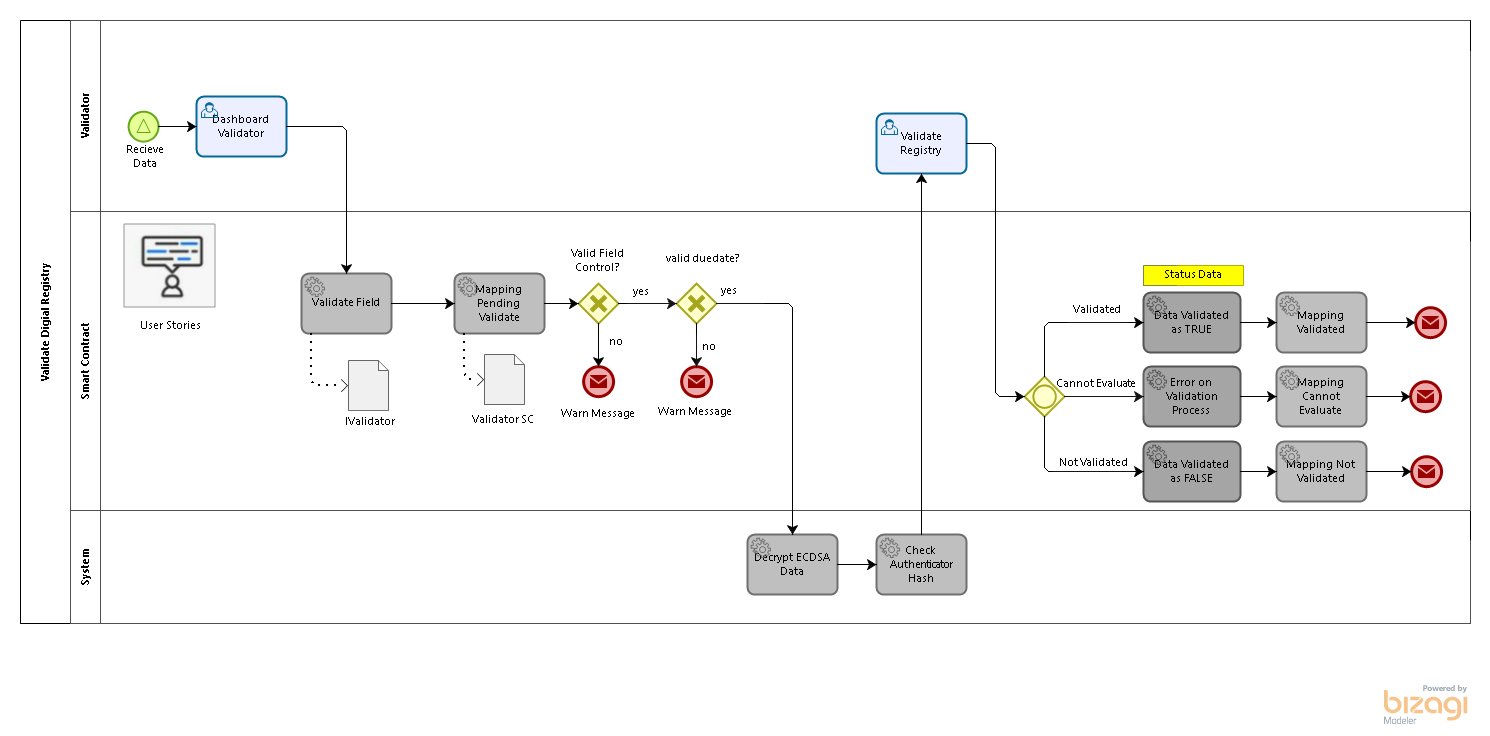 Validate Digial Registry
Validator
Recieve
Data
Dashboard
Validator
Validate
Registry
Smart Contract
User Stories
Validate Field
IValidator
Mapping
Pending
Validate
Validator SC
Valid Field
Control?
yes
no
Warn Message
valid duedate?
yes
no
Warn Message
Status Data
Validated
Data Validated
as TRUE
Mapping
Validated
Cannot Evaluate
Error on
Validation
Process
Mapping
Cannot
Evaluate
Not Validated
Data Validated
as FALSE
Mapping Not
Validated
System
Decrypt ECDSA
Data
Check
Authenticator
Hash
Powered by
bizagi
Modeler